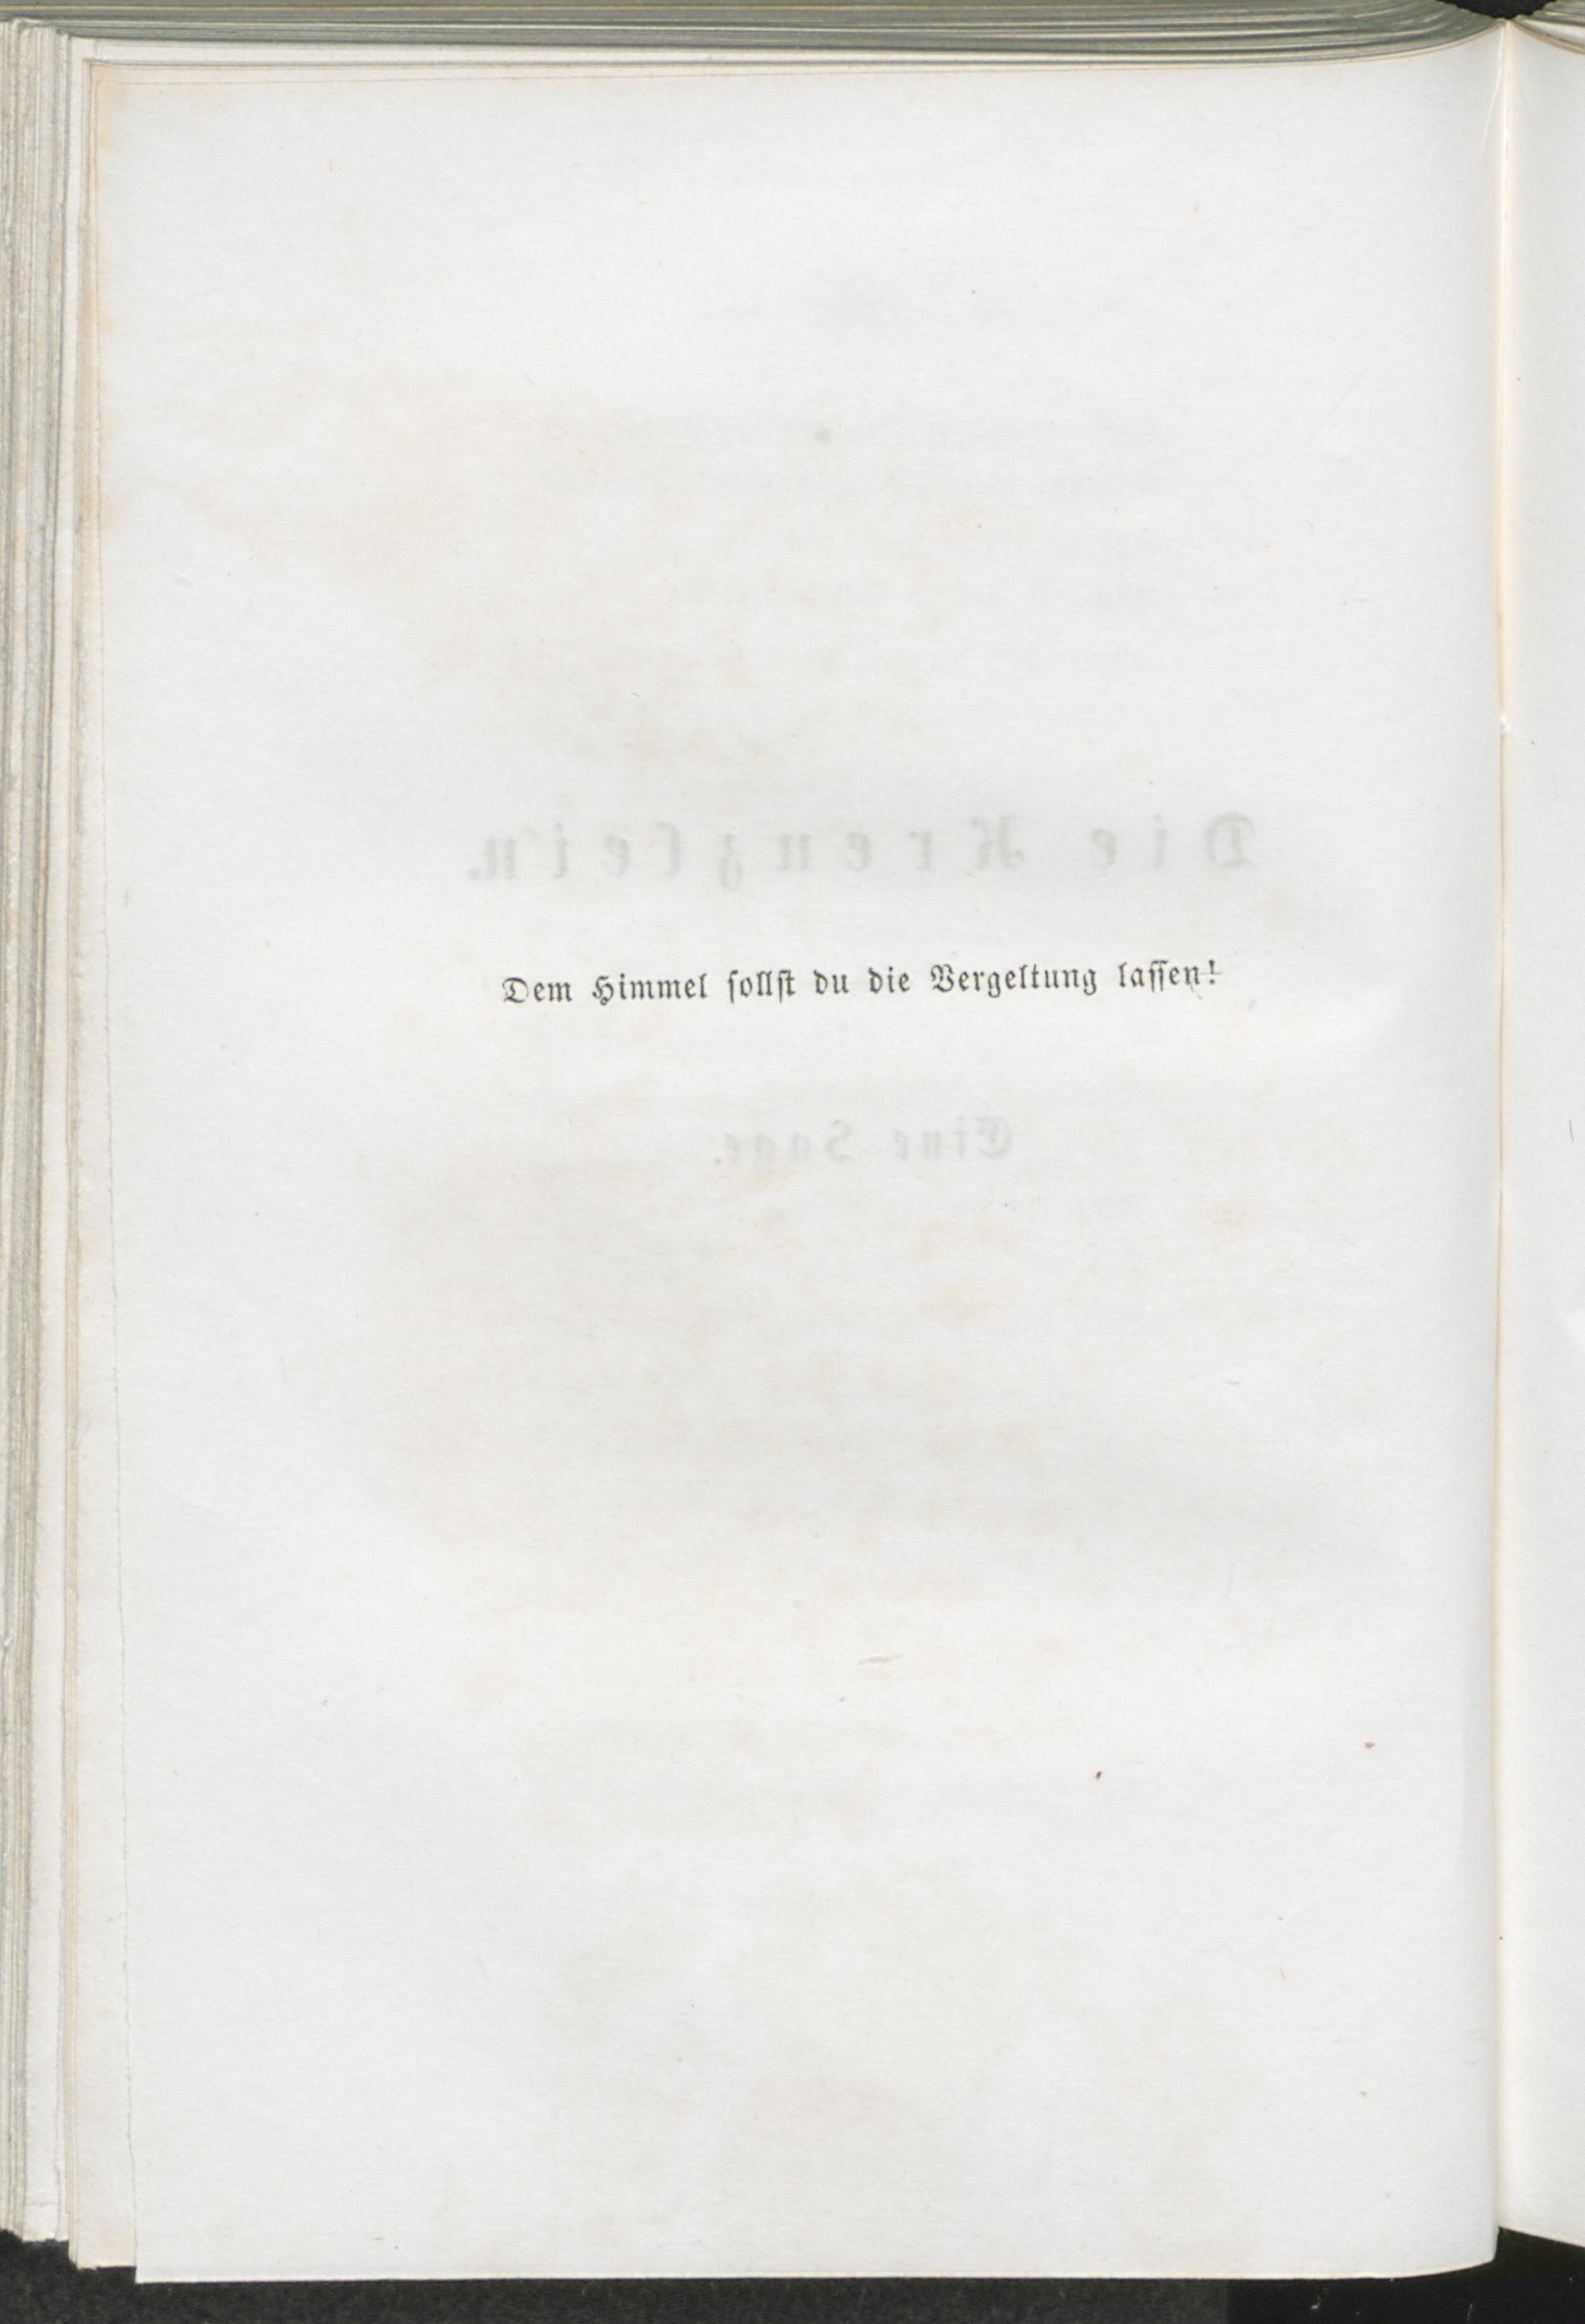 Dem Himmel ſollſt du die Vergeltung laſſen!